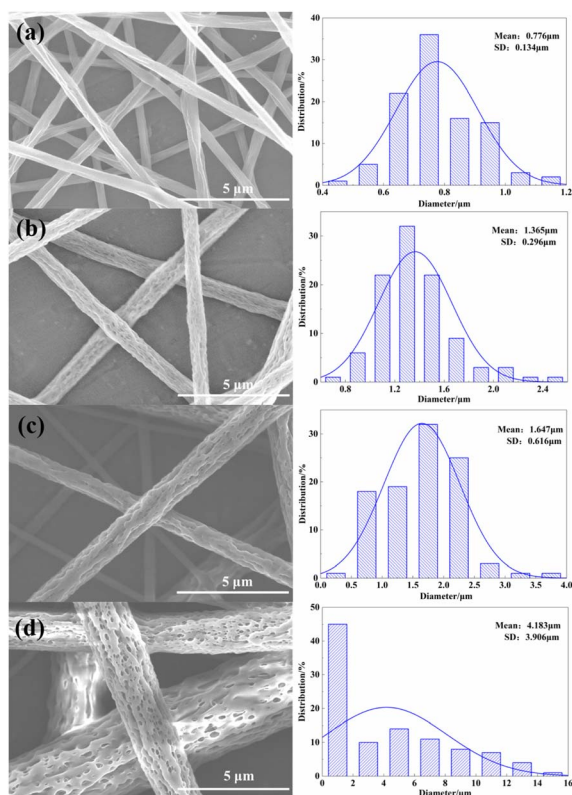 (a)
5 μm
Distribution/%
40
30
20
10
0
Mean：0.776μm
SD：0.134μm
0.4 0.6 0.8 1.0 1.2
Diameter/μm
(b)
5 μm
Distribution/%
30
20
10
0
Mean：1.365μm
SD：0.296μm
0.8 1.2 1.6 2.0 2.4
Diameter/μm
(c)
5 μm
Distribution/%
30
20
10
0
Mean：1.647μm
SD：0.616μm
0.0 0.5 1.0 1.5 2.0 2.5 3.0 3.5 4.0
Diameter/μm
(d)
5 μm
Distribution/%
50
40
30
20
10
0
Mean：4.183μm
SD：3.906μm
0 2 4 6 8 10 12 14 16
Diameter/μm